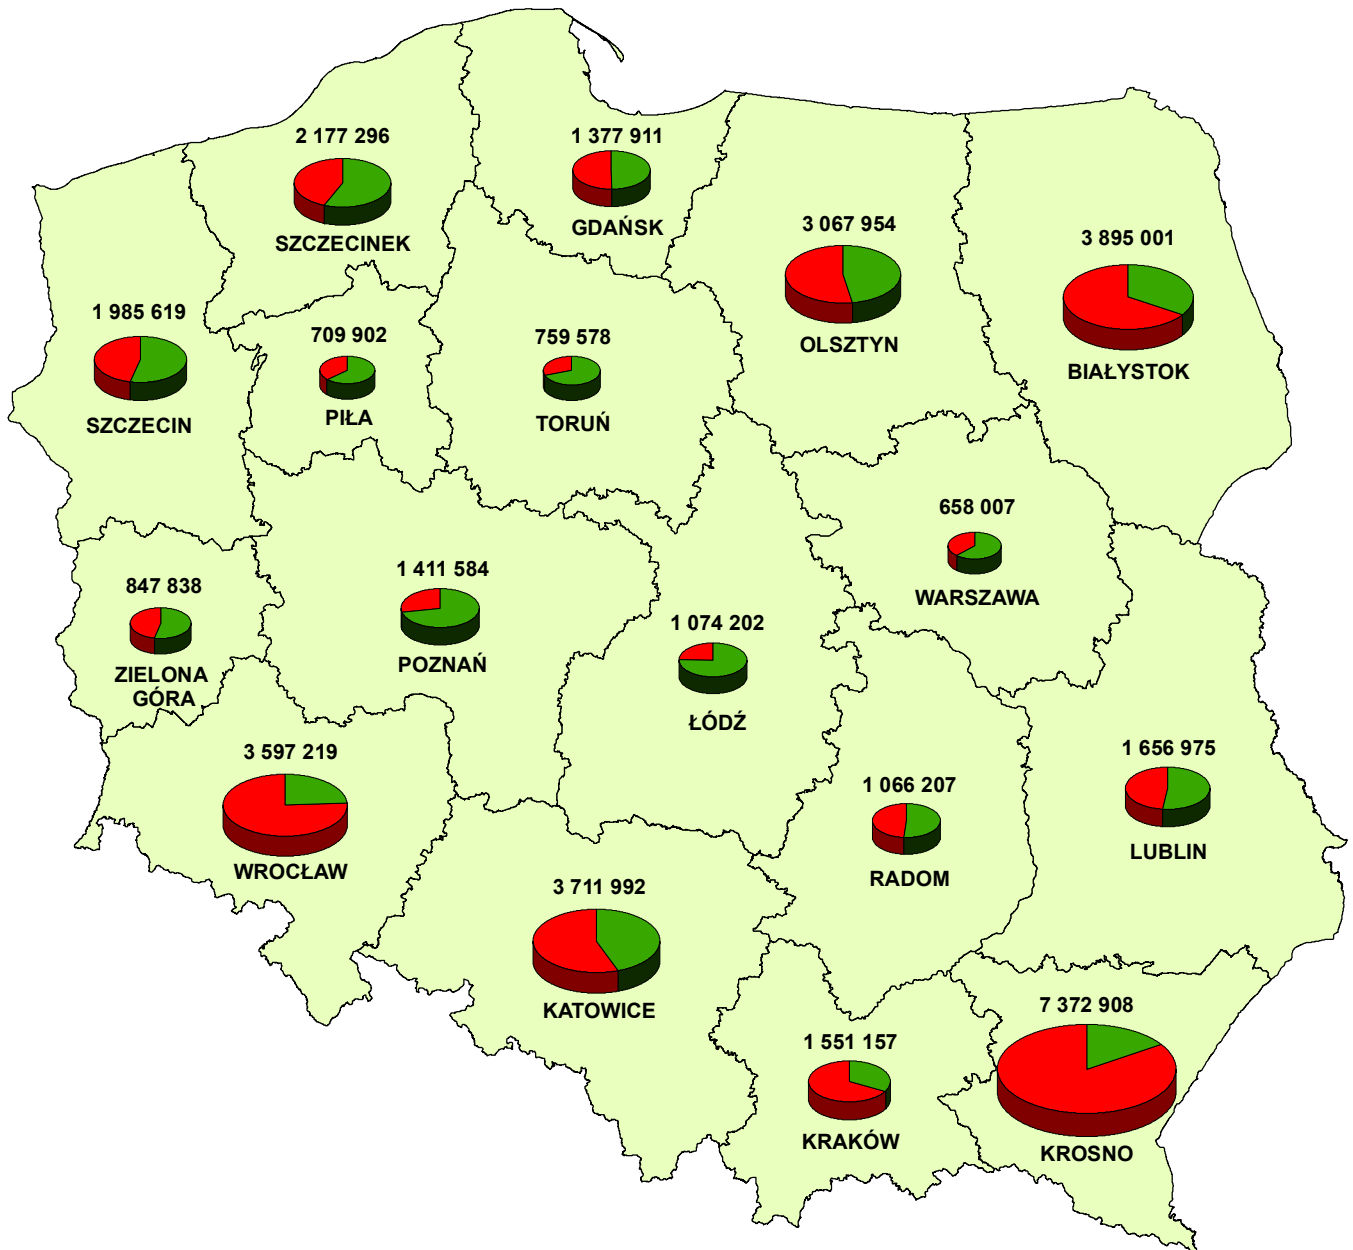 2 177 296
SZCZECINEK
1 377 911
GDAŃSK
3 067 954
OLSZTYN
3 895 001
BIAŁYSTOK
1 985 619
SZCZECIN
709 902
PIŁA
759 578
TORUŃ
658 007
WARSZAWA
847 838
ZIELONA
GÓRA
1 411 584
POZNAŃ
1 074 202
ŁÓDŹ
3 597 219
WROCŁAW
1 066 207
RADOM
1 656 975
LUBLIN
3 711 992
KATOWICE
1 551 157
KRAKÓW
7 372 908
KROSNO